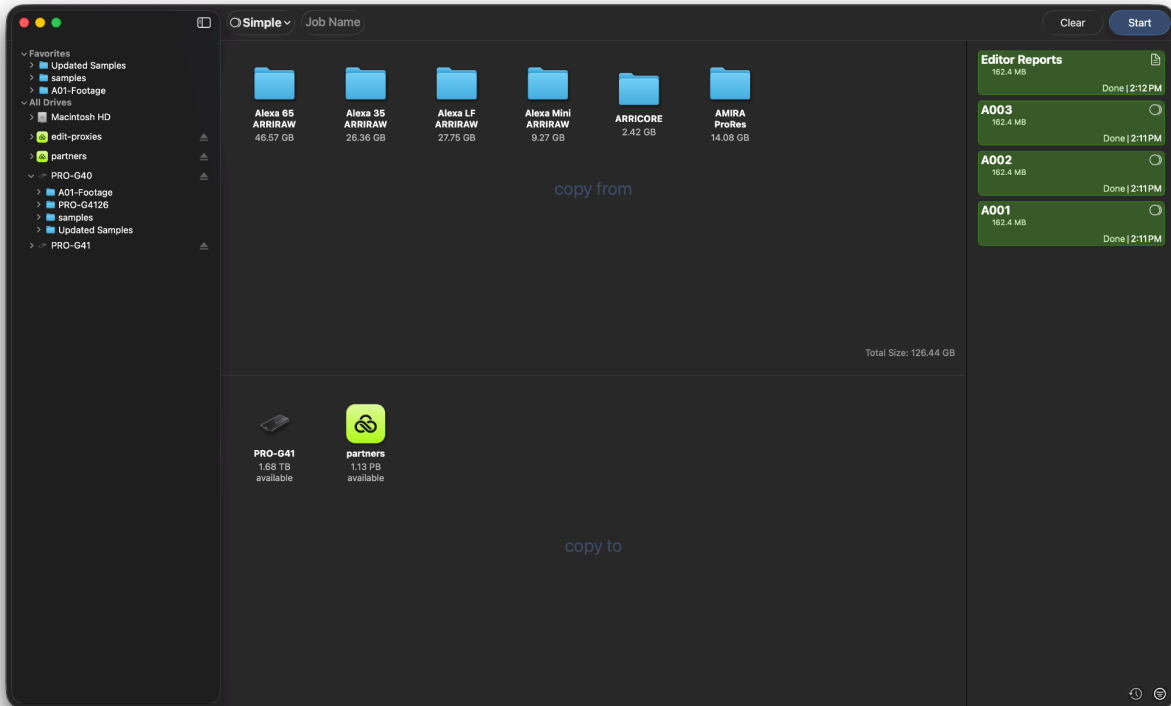 Simple
Job Name
Clear
Start
Favorites
Updated Samples
samples
A01-Footage
All Drives
Macintosh HD
edit-proxies
partners
PRO-G40
A01-Footage
PRO-G4126
samples
Updated Samples
PRO-G41
Alexa 65
ARRIRAW
46.57 GB
Alexa 35
ARRIRAW
26.36 GB
Alexa LF
ARRIRAW
27.75 GB
Alexa Mini
ARRIRAW
9.27 GB
ARRICORE
2.42 GB
AMIRA
ProRes
14.08 GB
copy from
Total Size: 126.44 GB
PRO-G41
1.68 TB
available
partners
1.13 PB
available
copy to
Editor Reports
162.4 MB
Done | 2:12 PM
A003
162.4 MB
Done | 2:11 PM
A002
162.4 MB
Done | 2:11 PM
A001
162.4 MB
Done | 2:11 PM